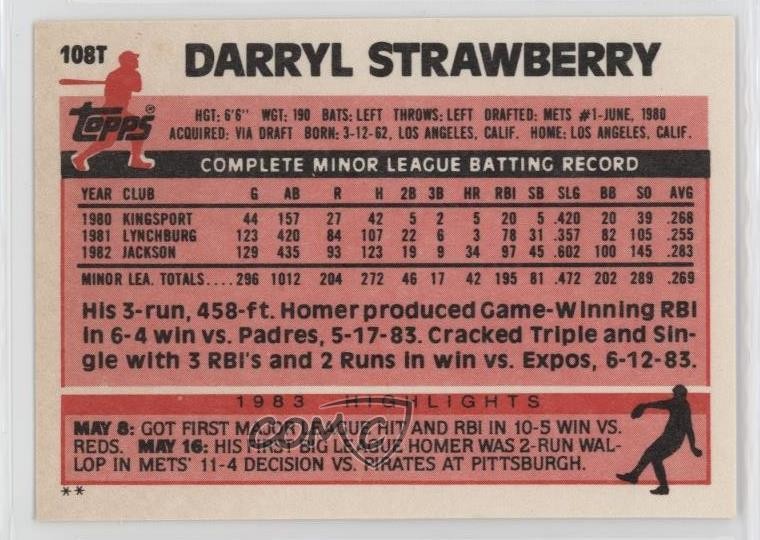 108T
DARRYL STRAWBERRY
Topps®
HGT: 6'6" WGT: 190 BATS: LEFT THROWS: LEFT DRAFTED: METS #1-JUNE, 1980
ACQUIRED: VIA DRAFT BORN: 3-12-62, LOS ANGELES, CALIF. HOME: LOS ANGELES, CALIF.
COMPLETE MINOR LEAGUE BATTING RECORD
YEAR CLUB G AB R H 2B 3B HR RBI SB SLG BB SO AVG
1980 KINGSPORT 44 157 27 42 5 2 5 20 5 .420 20 39 .268
1981 LYNCHBURG 123 420 84 107 22 6 3 78 31 .357 82 105 .255
1982 JACKSON 129 435 93 123 19 9 34 97 45 .602 100 145 .283
MINOR LEA. TOTALS.... 296 1012 204 272 46 17 42 195 81 .472 202 289 .269
His 3-run, 458-ft. Homer produced Game-Winning RBI
in 6-4 win vs. Padres, 5-17-83. Cracked Triple and Sin-
gle with 3 RBI's and 2 Runs in win vs. Expos, 6-12-83.
1983 HIGHLIGHTS
MAY 8: GOT FIRST MAJOR LEAGUE HIT AND RBI IN 10-5 WIN VS.
REDS. MAY 16: HIS FIRST BIG LEAGUE HOMER WAS 2-RUN WAL-
LOP IN METS' 11-4 DECISION VS. PIRATES AT PITTSBURGH.
**
COMC